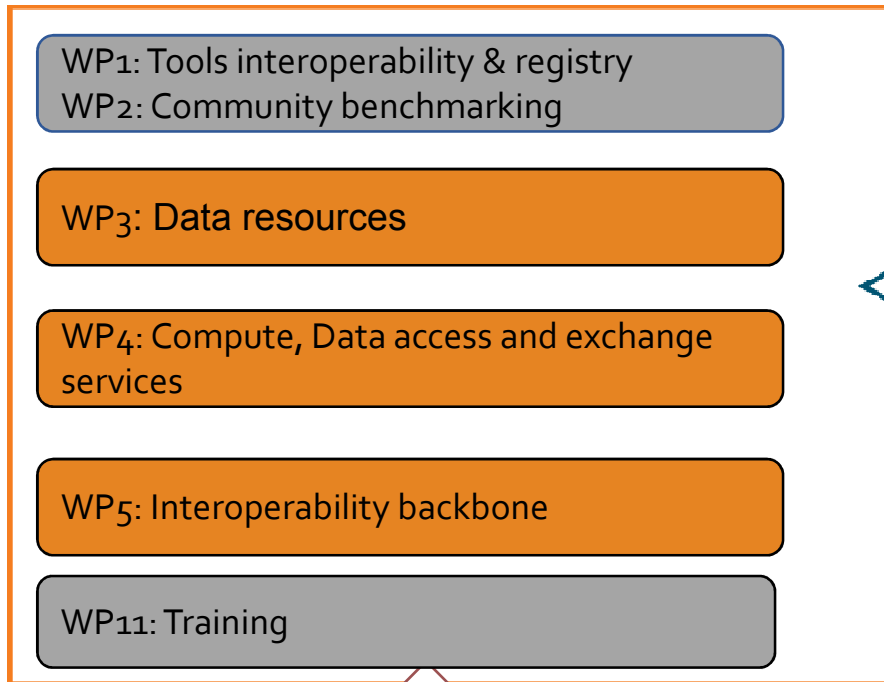 WP1: Tools interoperability & registry
WP2: Community benchmarking
WP3: Data resources
WP4: Compute, Data access and exchange
services
WP5: Interoperability backbone
WP11: Training